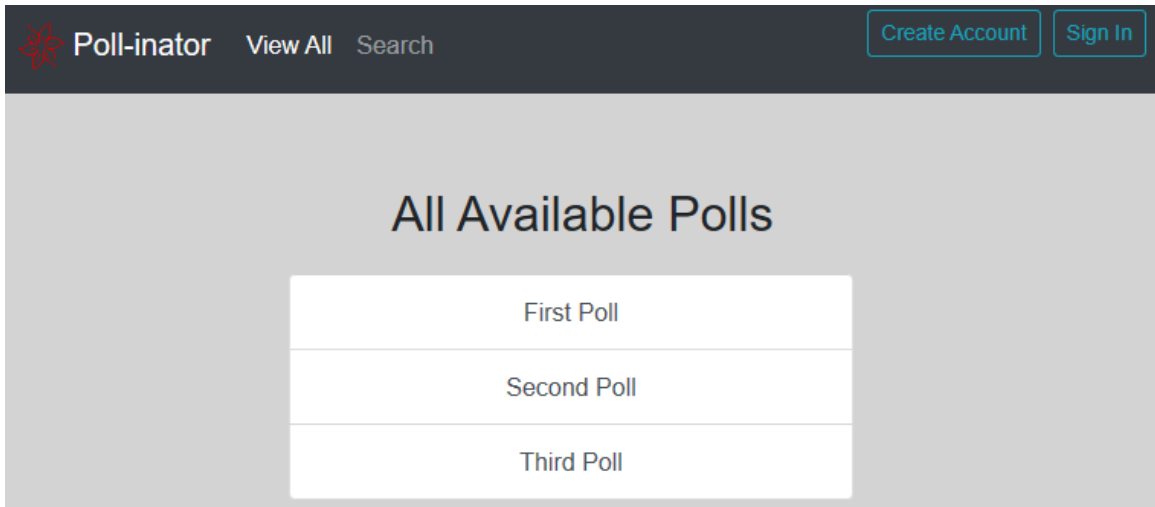 Poll-inator View All Search Create Account Sign In
All Available Polls
First Poll
Second Poll
Third Poll